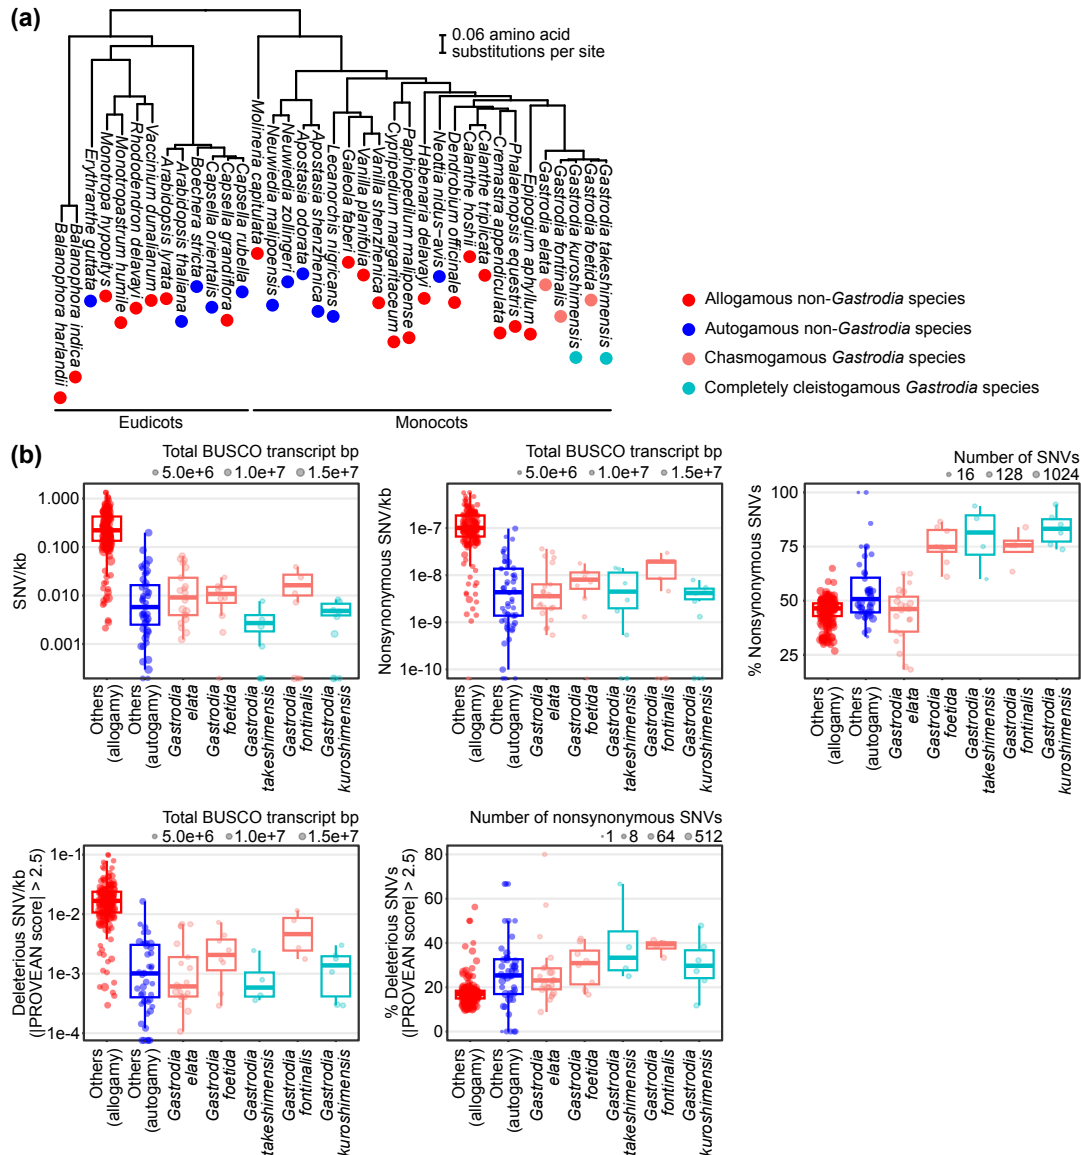 (a)
0.06 amino acid
substitutions per site
Balanophora harlandii
Balanophora indica
Erythranthe guttata
Monotropa hypopitys
Monotropastrum humile
Rhododendron delavayi
Vaccinium dunalianum
Arabidopsis lyrata
Arabidopsis thaliana
Boechera stricta
Capsella orientalis
Capsella grandiflora
Capsella rubella
Molineria capitulata
Neuwiedia malipoensis
Neuwiedia zollingeri
Apostasia odorata
Apostasia shenzhenica
Lecanorchis nigricans
Galeola faberi
Vanilla planifolia
Vanilla shenzhenica
Cypripedium margaritaceum
Paphiopedilum malipoense
Habenaria delavayi
Neottia nidus−avis
Dendrobium officinale
Calanthe hoshii
Calanthe triplicata
Cremastra appendiculata
Phalaenopsis equestris
Epipogium aphyllum
Gastrodia elata
Gastrodia fontinalis
Gastrodia kuroshimensis
Gastrodia foetida
Gastrodia takeshimensis
Eudicots
Monocots
Allogamous non-Gastrodia species
Autogamous non-Gastrodia species
Chasmogamous Gastrodia species
Completely cleistogamous Gastrodia species
(b)
Total BUSCO transcript bp
5.0e+6 1.0e+7 1.5e+7
SNV/kb
1.000
0.100
0.010
0.001
Others
(allogamy)
Others
(autogamy)
Gastrodia
elata
Gastrodia
foetida
Gastrodia
takeshimensis
Gastrodia
fontinalis
Gastrodia
kuroshimensis
Total BUSCO transcript bp
5.0e+6 1.0e+7 1.5e+7
Nonsynonymous SNV/kb
1e-7
1e-8
1e-9
1e-10
Others
(allogamy)
Others
(autogamy)
Gastrodia
elata
Gastrodia
foetida
Gastrodia
takeshimensis
Gastrodia
fontinalis
Gastrodia
kuroshimensis
Number of SNVs
16 128 1024
% Nonsynonymous SNVs
100
75
50
25
Others
(allogamy)
Others
(autogamy)
Gastrodia
elata
Gastrodia
foetida
Gastrodia
takeshimensis
Gastrodia
fontinalis
Gastrodia
kuroshimensis
Total BUSCO transcript bp
5.0e+6 1.0e+7 1.5e+7
Deleterious SNV/kb
(|PROVEAN score| > 2.5)
1e-1
1e-2
1e-3
1e-4
Others
(allogamy)
Others
(autogamy)
Gastrodia
elata
Gastrodia
foetida
Gastrodia
takeshimensis
Gastrodia
fontinalis
Gastrodia
kuroshimensis
Number of nonsynonymous SNVs
1 8 64 512
% Deleterious SNVs
(|PROVEAN score| > 2.5)
80
60
40
20
0
Others
(allogamy)
Others
(autogamy)
Gastrodia
elata
Gastrodia
foetida
Gastrodia
takeshimensis
Gastrodia
fontinalis
Gastrodia
kuroshimensis